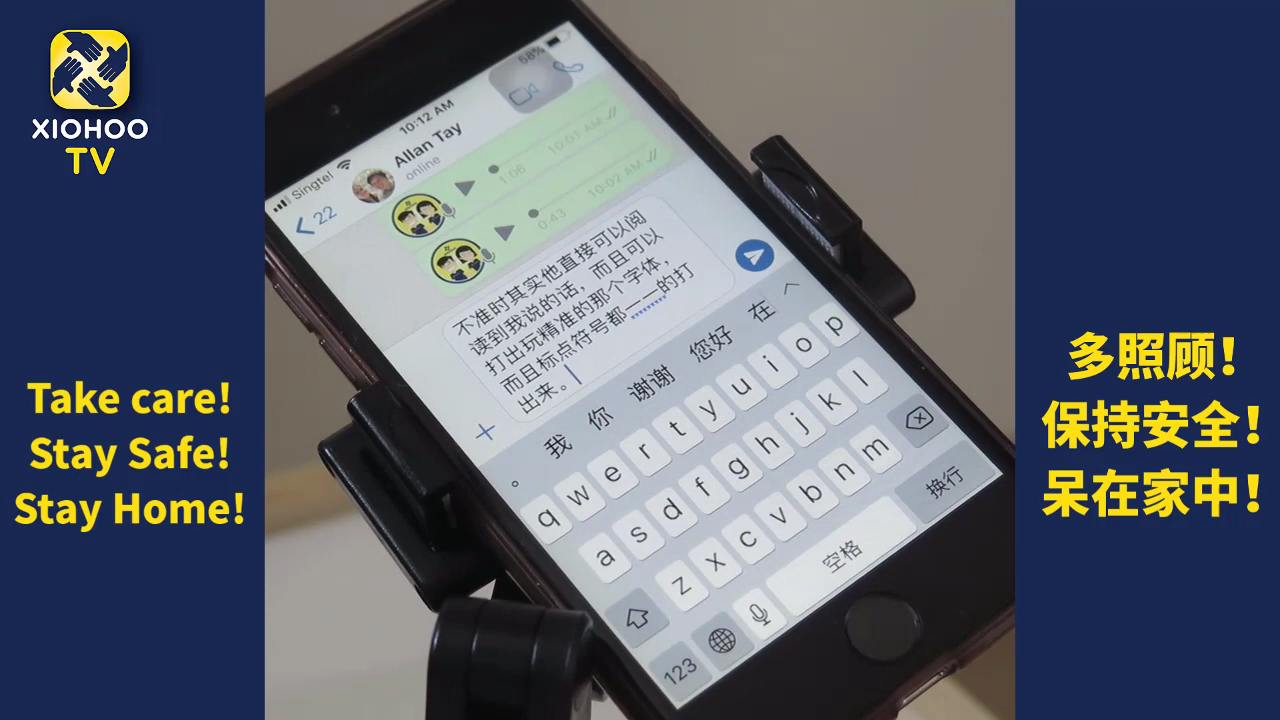 XIOHOO
TV
Take care!
Stay Safe!
Stay Home!
多照顾！
保持安全！
呆在家中！
Singtel
10:12 AM
58%
22
Allan Tay
online
1:06
10:01 AM
0:43
10:02 AM
不准时其实他直接可以阅
读到我说的话，而且可以
打出玩精准的那个字体，
而且标点符号都一一的打
出来。
。 我 你 谢谢 您好 在
q w e r t y u i o p
a s d f g h j k l
z x c v b n m
123 空格 换行